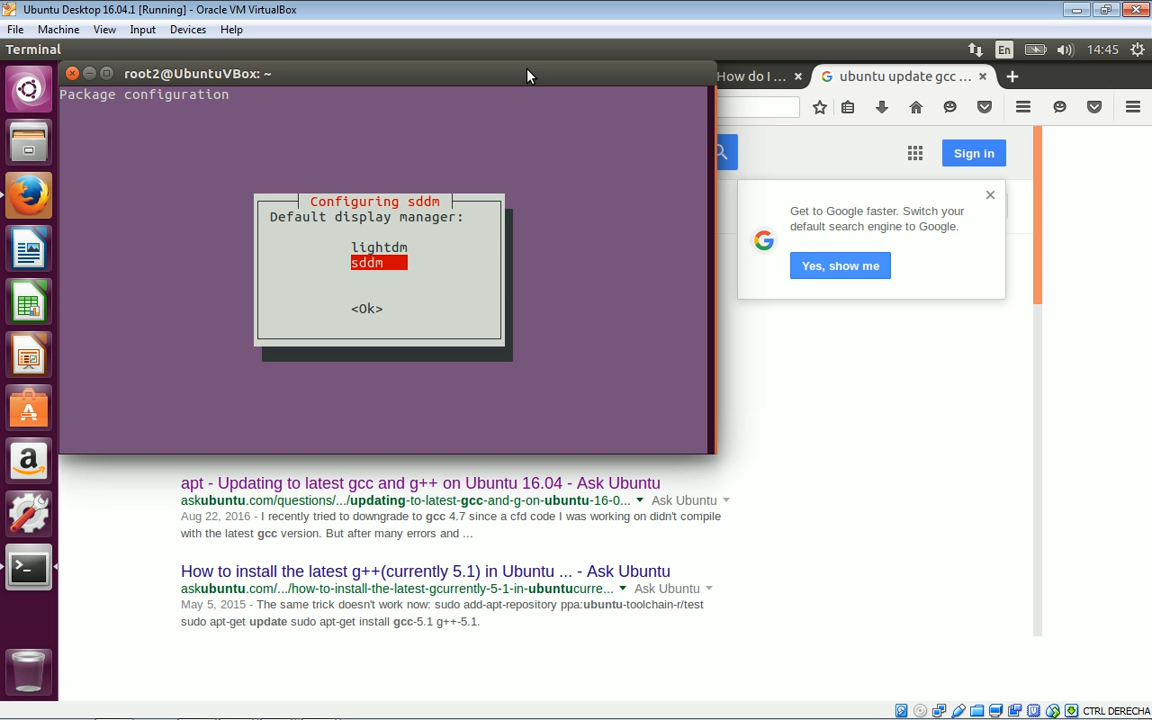 Ubuntu Desktop 16.04.1 [Running] - Oracle VM VirtualBox
File Machine View Input Devices Help
Terminal
En
14:45
root2@UbuntuVBox: ~
How do I ... ×
ubuntu update gcc ... ×
Package configuration
Sign in
Configuring sddm
Default display manager:
lightdm
sddm
<Ok>
Get to Google faster. Switch your
default search engine to Google.
Yes, show me
apt - Updating to latest gcc and g++ on Ubuntu 16.04 - Ask Ubuntu
askubuntu.com/questions/.../updating-to-latest-gcc-and-g-on-ubuntu-16-0... ▼ Ask Ubuntu ▼
Aug 22, 2016 - I recently tried to downgrade to gcc 4.7 since a cfd code I was working on didn't compile
with the latest gcc version. But after many errors and ...
How to install the latest g++(currently 5.1) in Ubuntu ... - Ask Ubuntu
askubuntu.com/.../how-to-install-the-latest-gcurrently-5-1-in-ubuntucurre... ▼ Ask Ubuntu ▼
May 5, 2015 - The same trick doesn't work now: sudo add-apt-repository ppa:ubuntu-toolchain-r/test
sudo apt-get update sudo apt-get install gcc-5.1 g++-5.1.
CTRL DERECHA